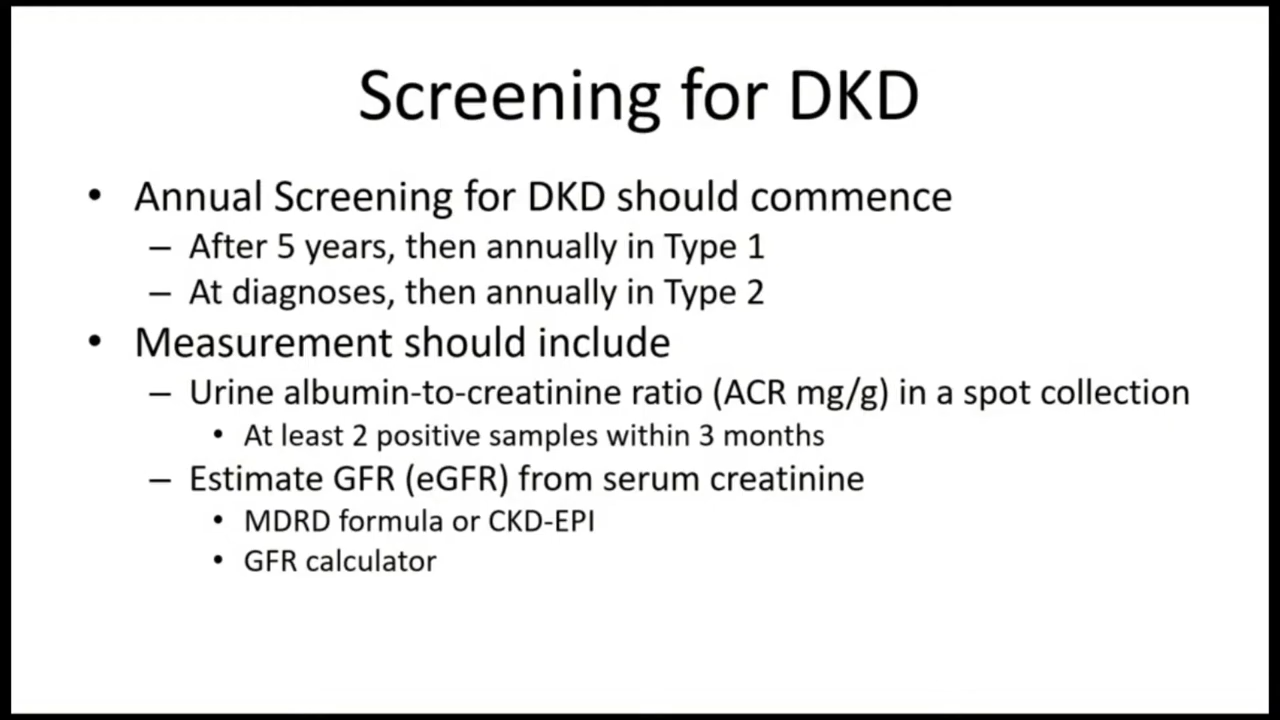 Screening for DKD
• Annual Screening for DKD should commence
– After 5 years, then annually in Type 1
– At diagnoses, then annually in Type 2
• Measurement should include
– Urine albumin-to-creatinine ratio (ACR mg/g) in a spot collection
• At least 2 positive samples within 3 months
– Estimate GFR (eGFR) from serum creatinine
• MDRD formula or CKD-EPI
• GFR calculator